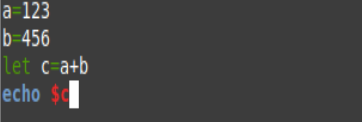 a=123
b=456
let c=a+b
echo $c